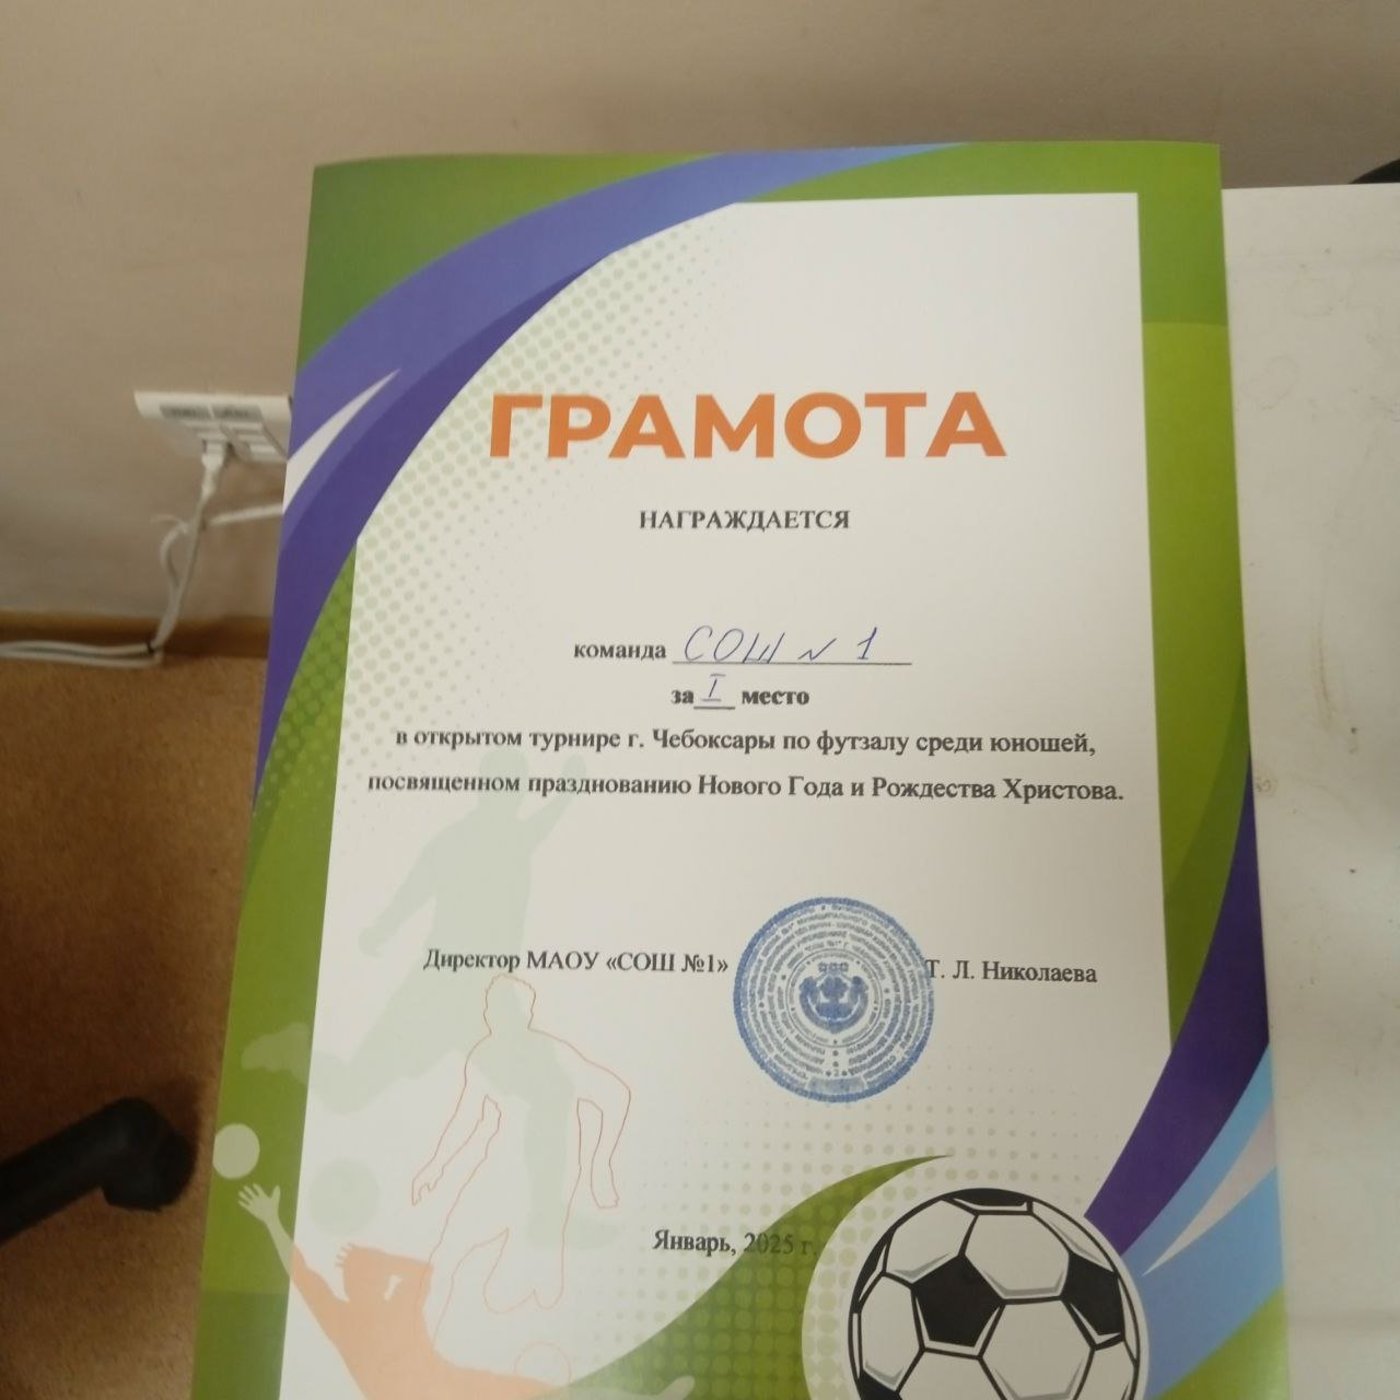 ГРАМОТА
НАГРАЖДАЕТСЯ
команда СОШ № 1
за I место
в открытом турнире г. Чебоксары по футзалу среди юношей,
посвященном празднованию Нового Года и Рождества Христова.
Директор МАОУ «СОШ №1» Т. Л. Николаева
Январь, 2025 г.